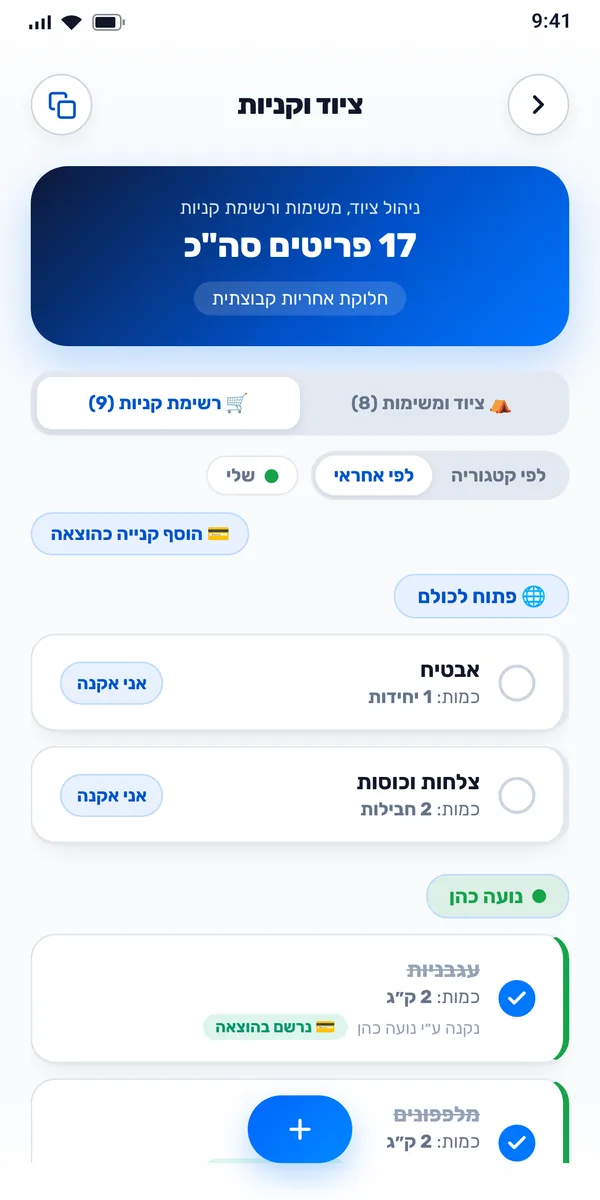 9:41
ציוד וקניות
ניהול ציוד, משימות ורשימת קניות
17 פריטים סה"כ
חלוקת אחריות קבוצתית
⛺ ציוד ומשימות (8)
🛒 רשימת קניות (9)
לפי קטגוריה
לפי אחראי
שלי
💳 הוסף קנייה כהוצאה
🌐 פתוח לכולם
אבטיח
כמות: 1 יחידות
אני אקנה
צלחות וכוסות
כמות: 2 חבילות
אני אקנה
נועה כהן
עגבניות
כמות: 2 ק״ג
נקנה ע״י נועה כהן
💳 נרשם בהוצאה
מלפפונים
כמות: 2 ק״ג
+